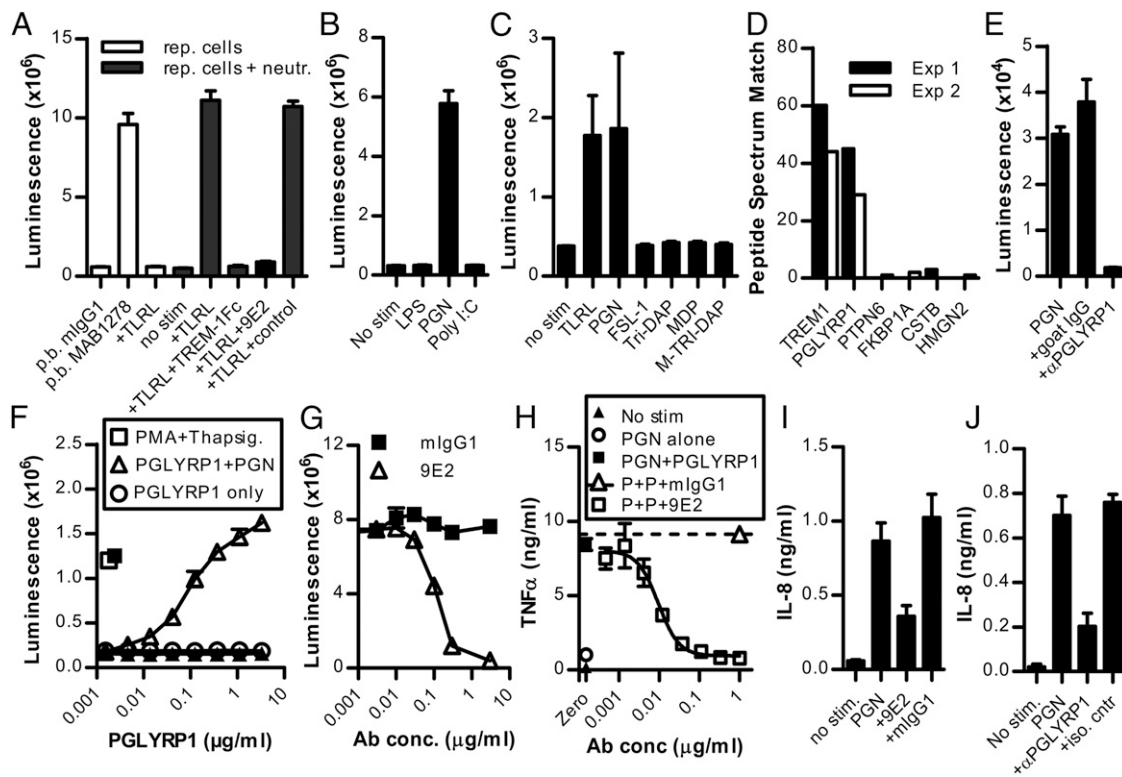 A
rep. cells
rep. cells + neutr.
Luminescence (x10⁶)
15
10
5
0
p.b. mIgG1
p.b. MAB1278
+TLRL
no stim
+TLRL
+TLRL+TREM-1Fc
+TLRL+9E2
+TLRL+control
B
Luminescence (x10⁶)
8
6
4
2
0
No stim
LPS
PGN
Poly I:C
C
Luminescence (x10⁶)
3
2
1
0
no stim
TLRL
PGN
FSL-1
Tri-DAP
MDP
M-TRI-DAP
D
Exp 1
Exp 2
Peptide Spectrum Match
80
60
40
20
0
TREM1
PGLYRP1
PTPN6
FKBP1A
CSTB
HMGN2
E
Luminescence (x10⁴)
5
4
3
2
1
0
PGN
+goat IgG
+αPGLYRP1
F
PMA+Thapsig.
PGLYRP1+PGN
PGLYRP1 only
Luminescence (x10⁶)
2.5
2.0
1.5
1.0
0.5
0.0
0.001
0.01
0.1
1
10
PGLYRP1 (µg/ml)
G
mIgG1
9E2
Luminescence (x10⁶)
12
8
4
0
0.001
0.01
0.10
1
10
Ab conc. (µg/ml)
H
No stim
PGN alone
PGN+PGLYRP1
P+P+mIgG1
P+P+9E2
TNFα (ng/ml)
15
10
5
0
Zero
0.001
0.01
0.1
1
Ab conc (µg/ml)
I
IL-8 (ng/ml)
1.5
1.0
0.5
0.0
no stim.
PGN
+9E2
+mIgG1
J
IL-8 (ng/ml)
1.0
0.8
0.6
0.4
0.2
0.0
No stim.
PGN
+αPGLYRP1
+iso. cntr